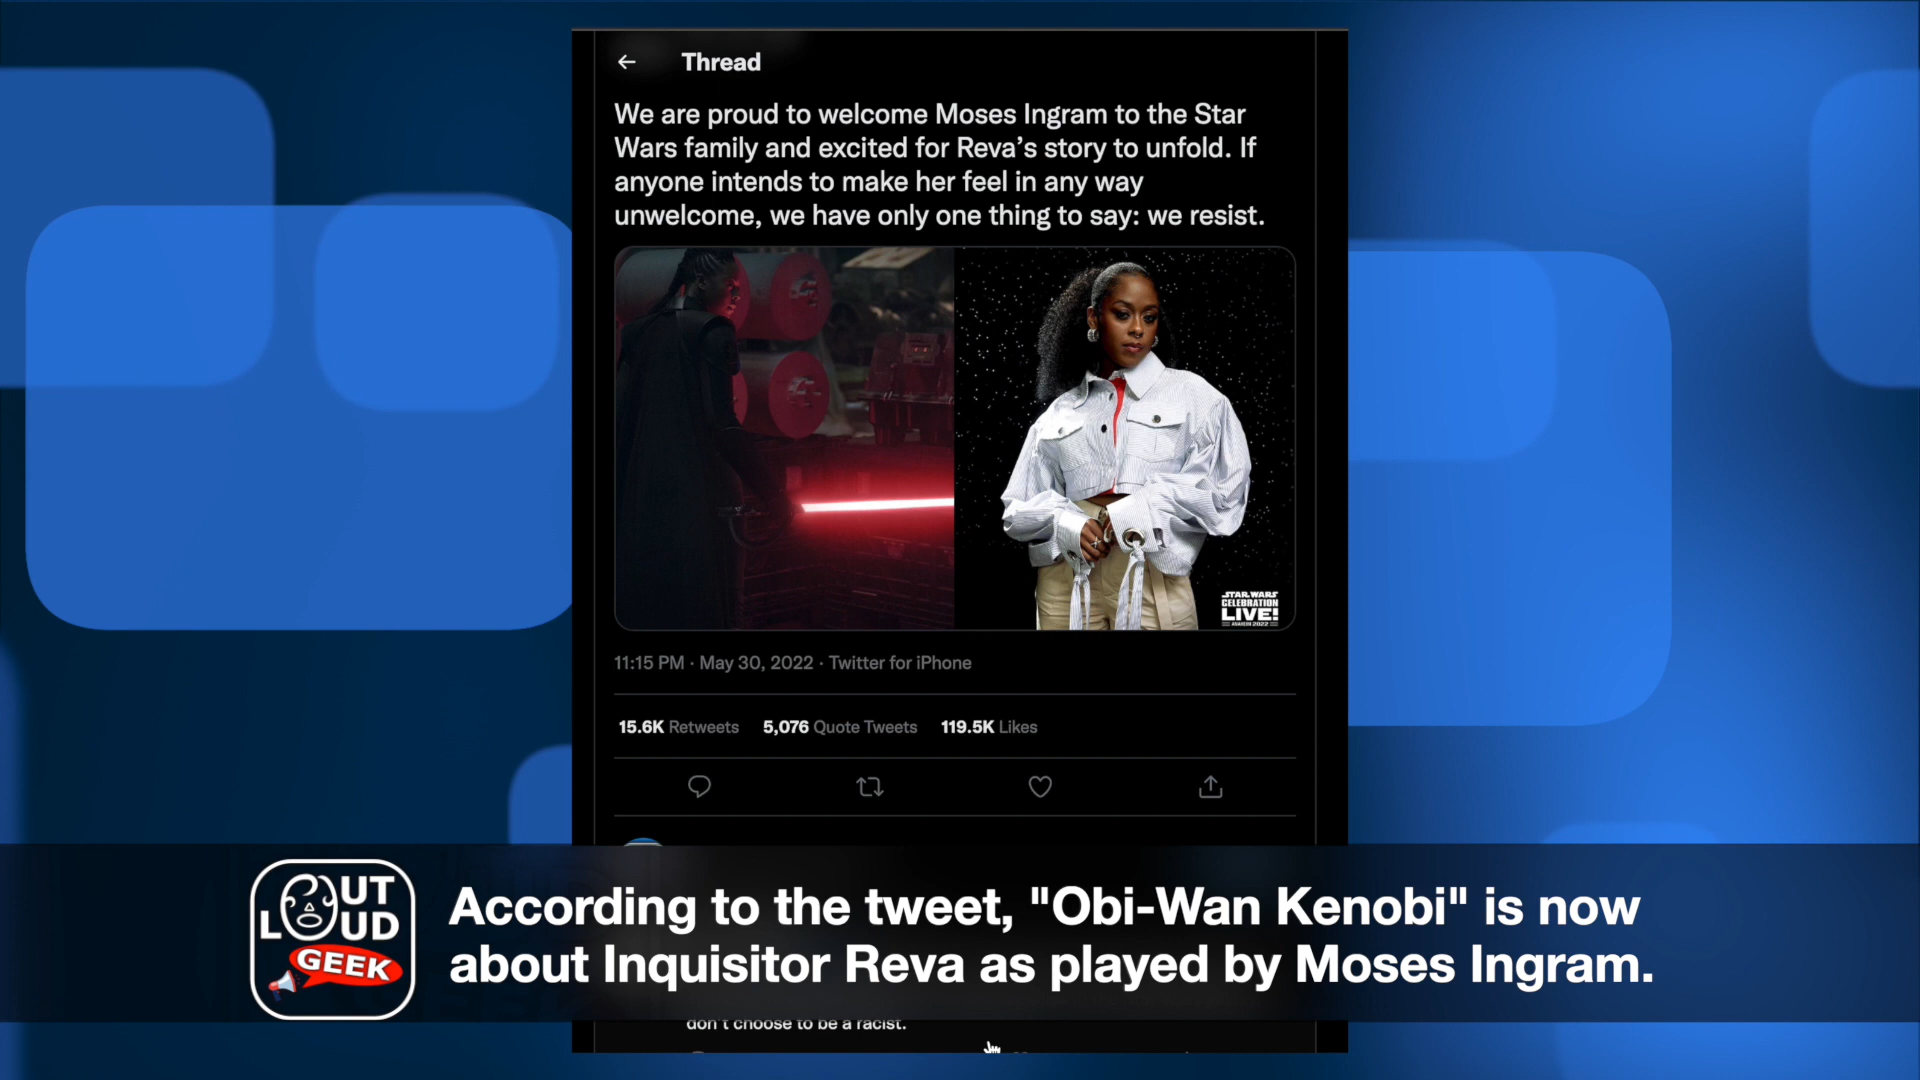 Thread
We are proud to welcome Moses Ingram to the Star
Wars family and excited for Reva's story to unfold. If
anyone intends to make her feel in any way
unwelcome, we have only one thing to say: we resist.
STAR WARS
CELEBRATION
LIVE!
ANAHEIM 2022
11:15 PM · May 30, 2022 · Twitter for iPhone
15.6K Retweets 5,076 Quote Tweets 119.5K Likes
OUT
LOUD
GEEK
According to the tweet, "Obi-Wan Kenobi" is now
about Inquisitor Reva as played by Moses Ingram.
don't choose to be a racist.